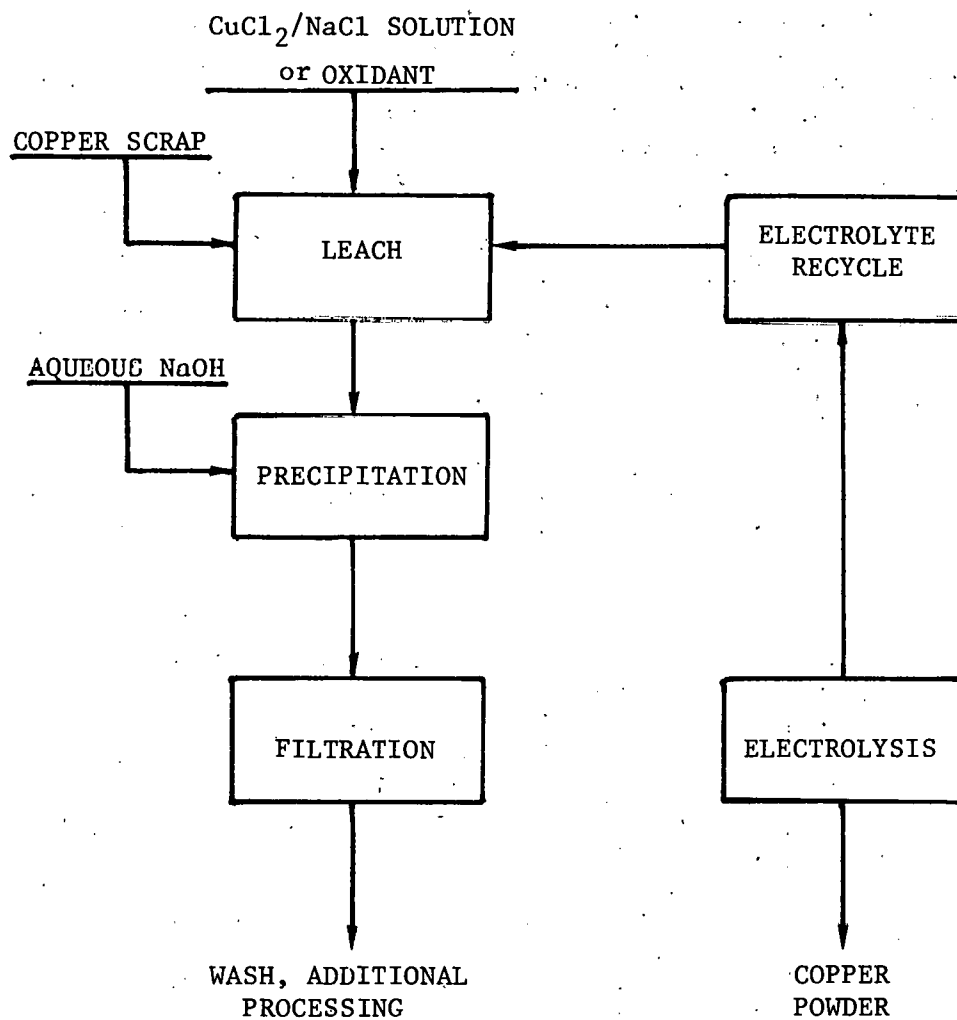 CuCl2/NaCl SOLUTION
or OXIDANT
COPPER SCRAP
LEACH
ELECTROLYTE
RECYCLE
AQUEOUS NaOH
PRECIPITATION
FILTRATION
ELECTROLYSIS
WASH, ADDITIONAL
PROCESSING
COPPER
POWDER